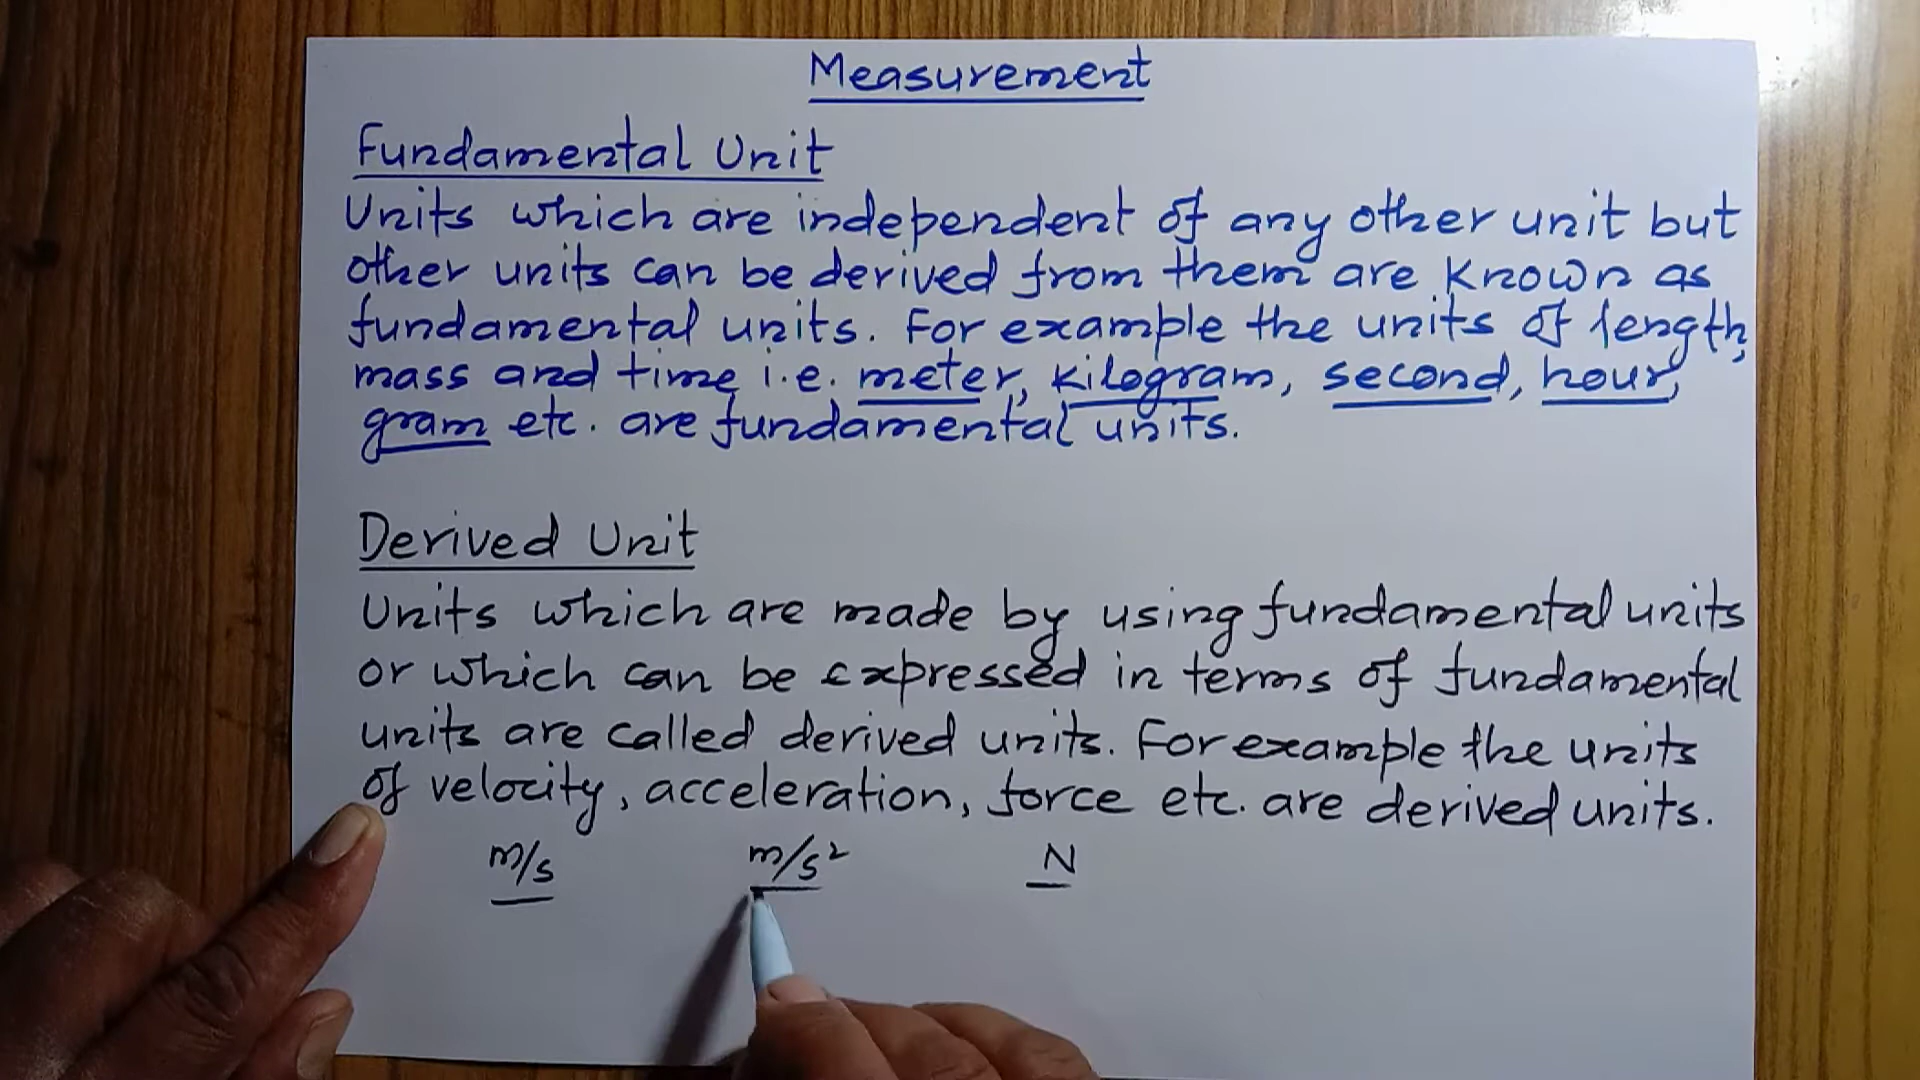 Measurement
Fundamental Unit
Units which are independent of any other unit but
other units can be derived from them are known as
fundamental units. For example the units of length,
mass and time i.e. meter, kilogram, second, hour,
gram etc. are fundamental units.
Derived Unit
Units which are made by using fundamental units
or which can be expressed in terms of fundamental
units are called derived units. For example the units
of velocity, acceleration, force etc. are derived units.
m/s m/s² N